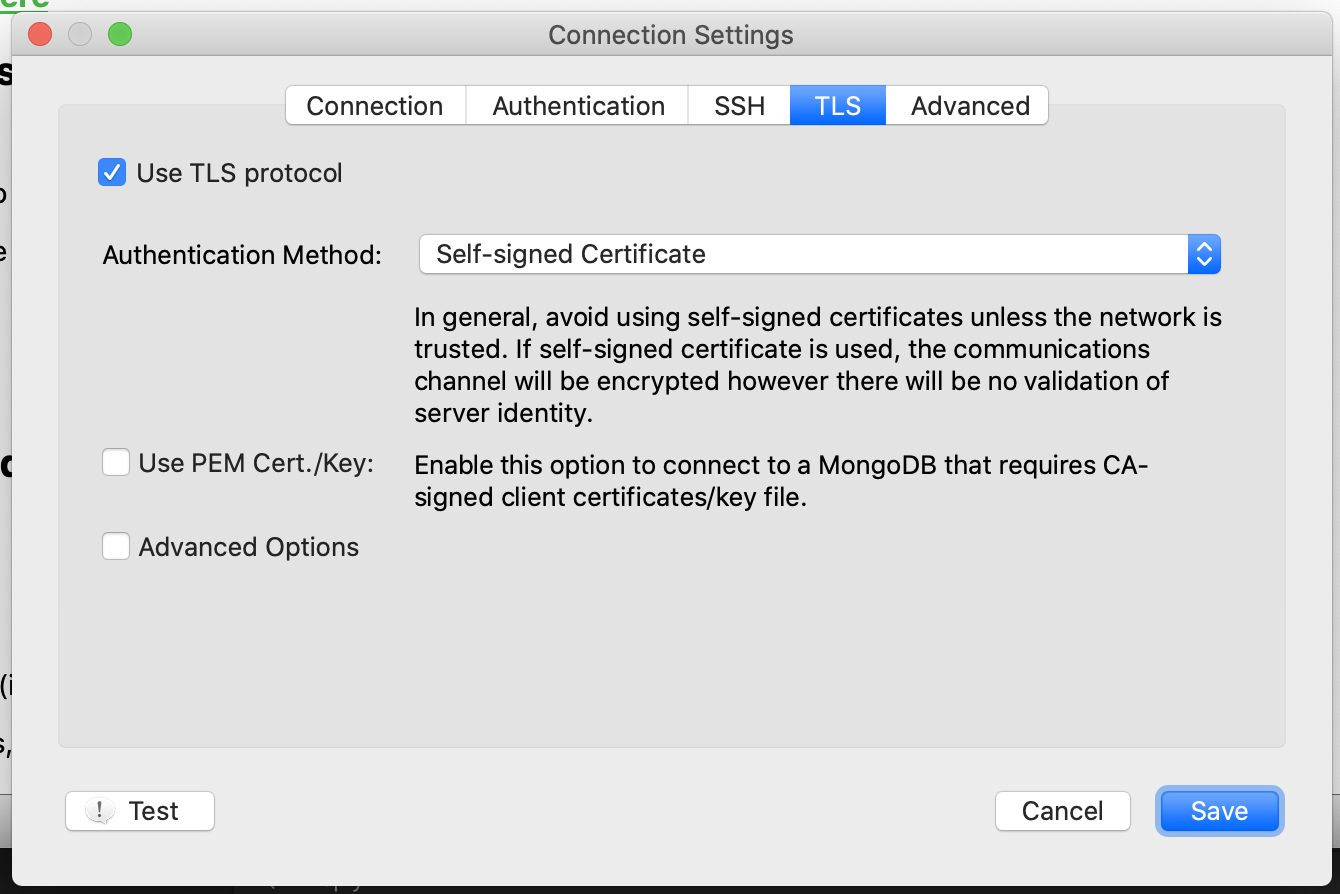 Connection Settings
Connection Authentication SSH TLS Advanced
Use TLS protocol
Authentication Method: Self-signed Certificate
In general, avoid using self-signed certificates unless the network is
trusted. If self-signed certificate is used, the communications
channel will be encrypted however there will be no validation of
server identity.
Use PEM Cert./Key: Enable this option to connect to a MongoDB that requires CA-
signed client certificates/key file.
Advanced Options
! Test Cancel Save